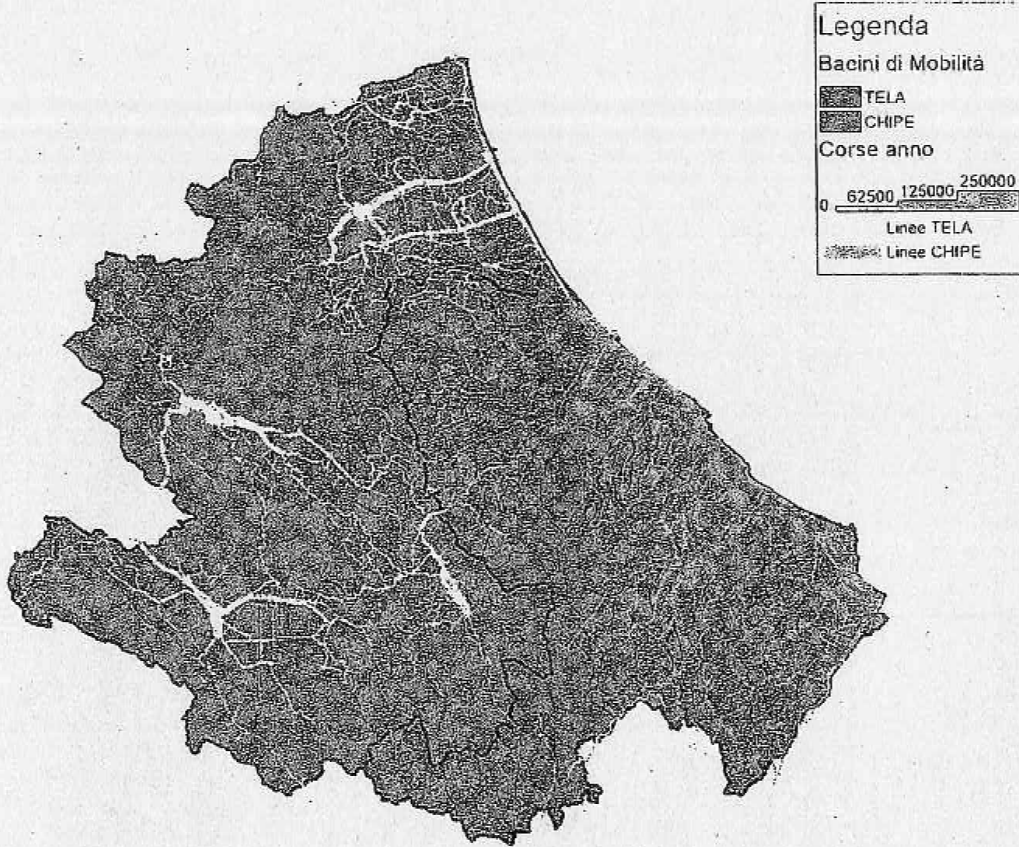 Legenda
Bacini di Mobilità
TELA
CHIPE
Corse anno
0 62500 125000 250000
Linee TELA
Linee CHIPE